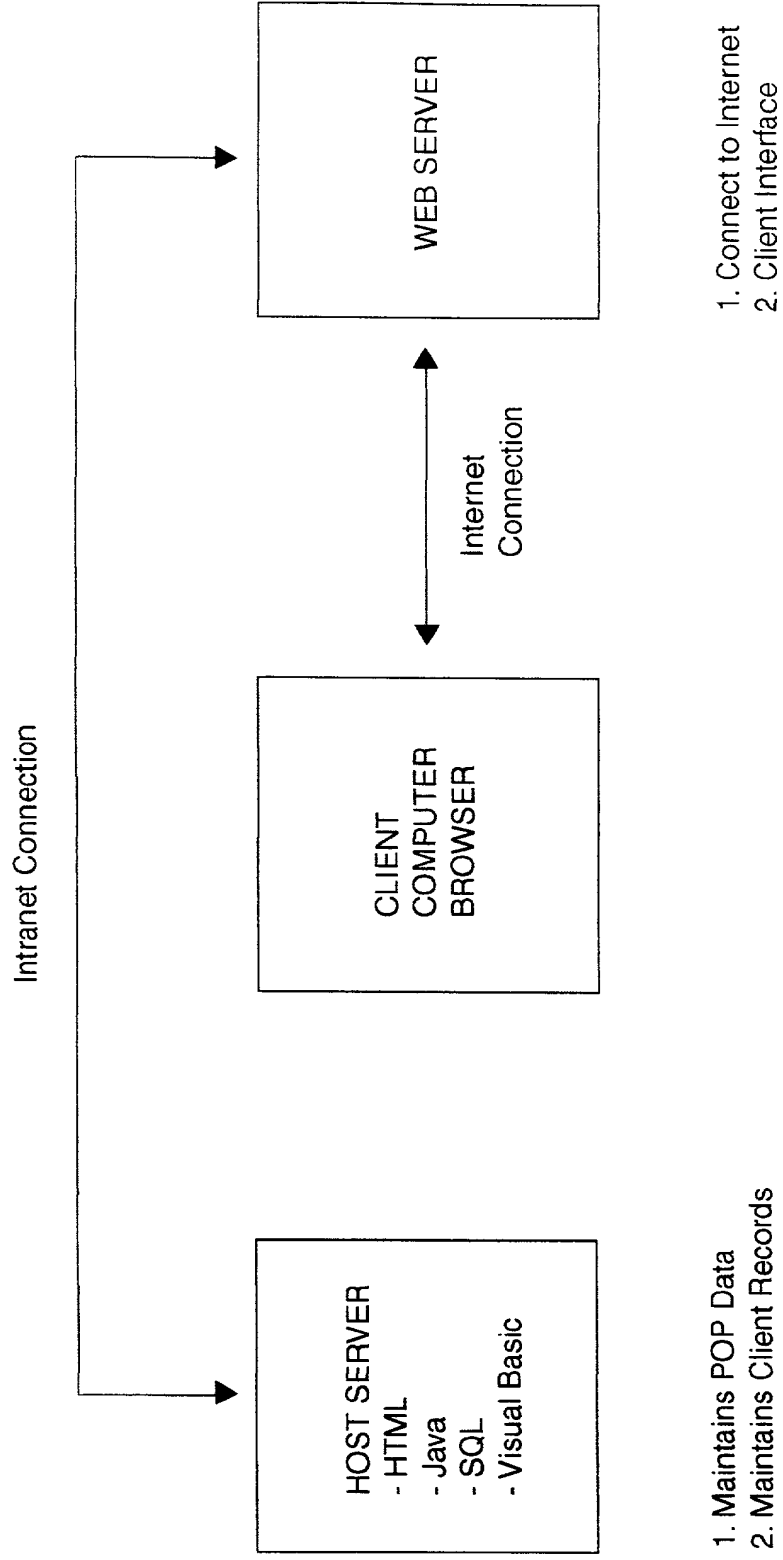 Intranet Connection
HOST SERVER
- HTML
- Java
- SQL
- Visual Basic
CLIENT
COMPUTER
BROWSER
Internet
Connection
WEB SERVER
1. Maintains POP Data
2. Maintains Client Records
1. Connect to Internet
2. Client Interface